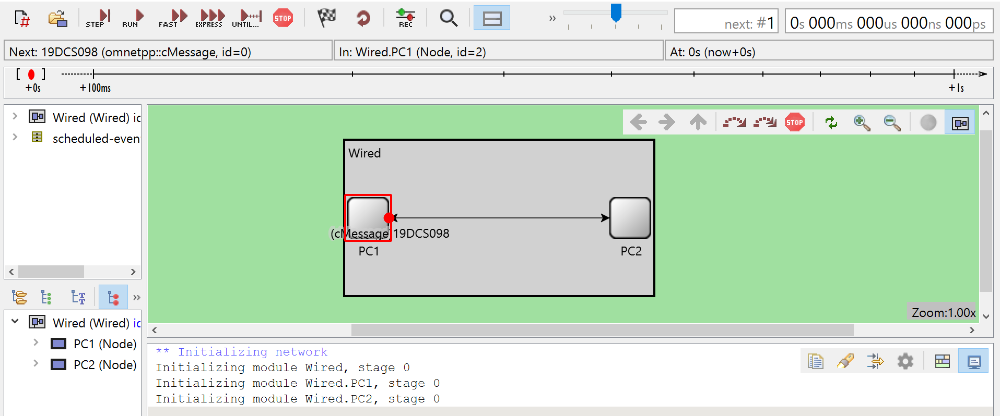 STEP RUN FAST EXPRESS UNTIL... STOP REC » next: #1 0s 000ms 000us 000ns 000ps
Next: 19DCS098 (omnetpp::cMessage, id=0) In: Wired.PC1 (Node, id=2) At: 0s (now+0s)
+0s +100ms +1s
Wired (Wired) id
scheduled-even
STOP
Wired
(cMessage)19DCS098
PC1 PC2
Zoom:1.00x
»
Wired (Wired) id
PC1 (Node)
PC2 (Node)
** Initializing network
Initializing module Wired, stage 0
Initializing module Wired.PC1, stage 0
Initializing module Wired.PC2, stage 0